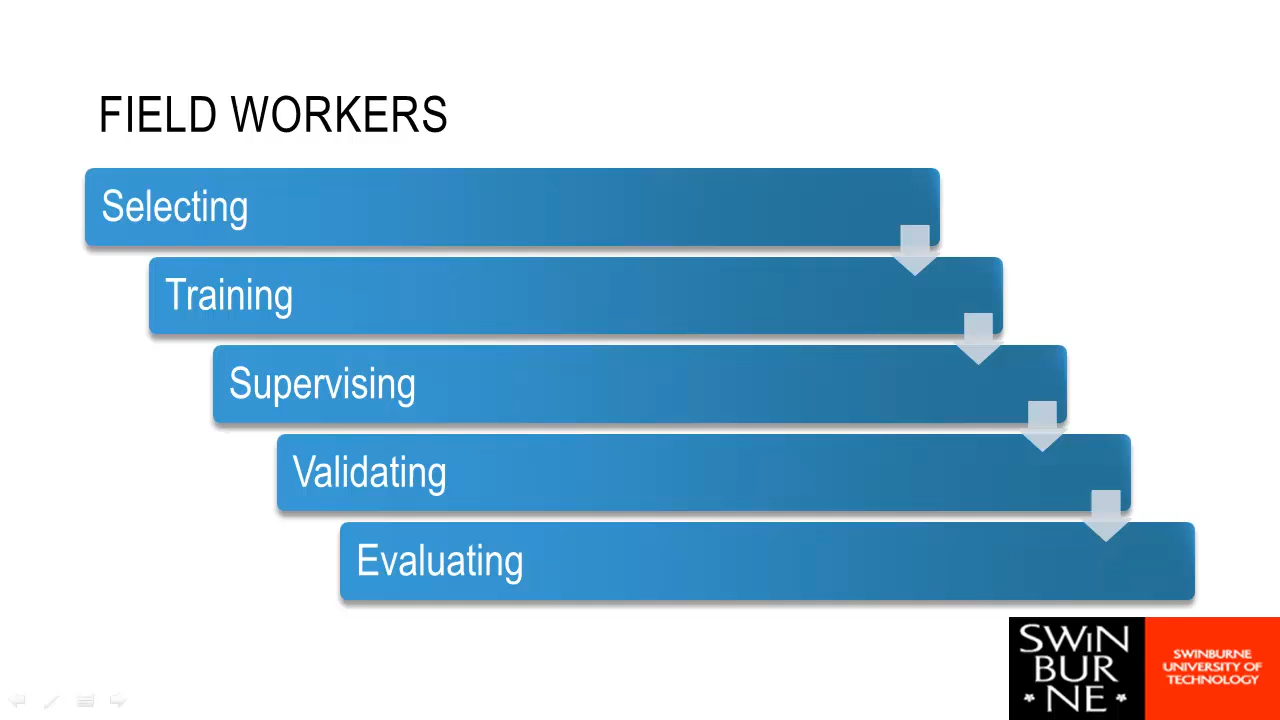 FIELD WORKERS
Selecting
Training
Supervising
Validating
Evaluating
SWiN
BUR
NE
SWINBURNE
UNIVERSITY OF
TECHNOLOGY